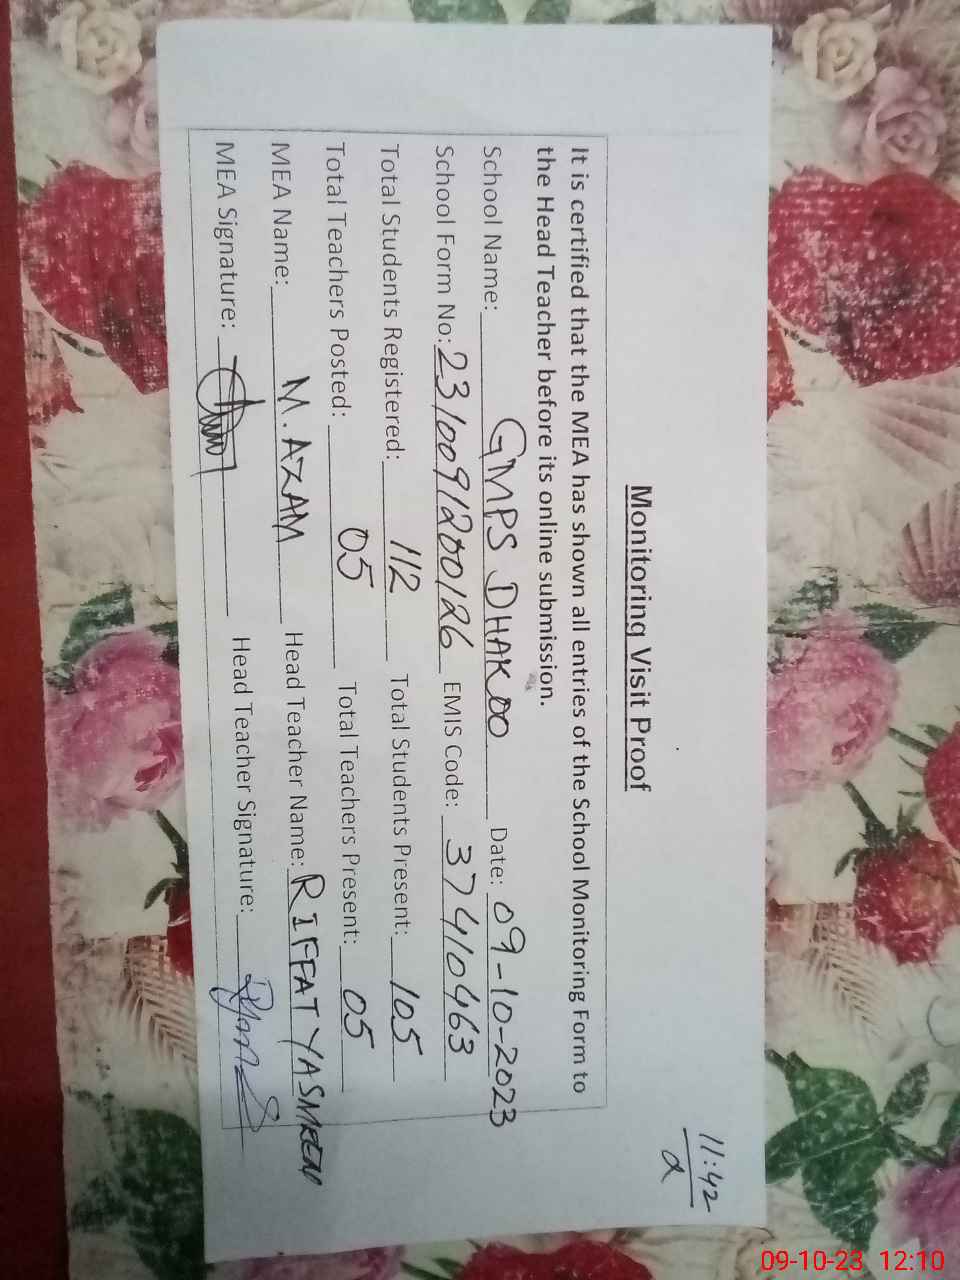 11:42
a
Monitoring Visit Proof
It is certified that the MEA has shown all entries of the School Monitoring Form to
the Head Teacher before its online submission.
School Name: GMPS DHAKOO Date: 09-10-2023
School Form No: 2310091200126 EMIS Code: 37410463
Total Students Registered: 112 Total Students Present: 105
Total Teachers Posted: 05 Total Teachers Present: 05
MEA Name: M. AZAM Head Teacher Name: RIFFAT YASMEEN
MEA Signature: Head Teacher Signature:
09-10-23 12:10